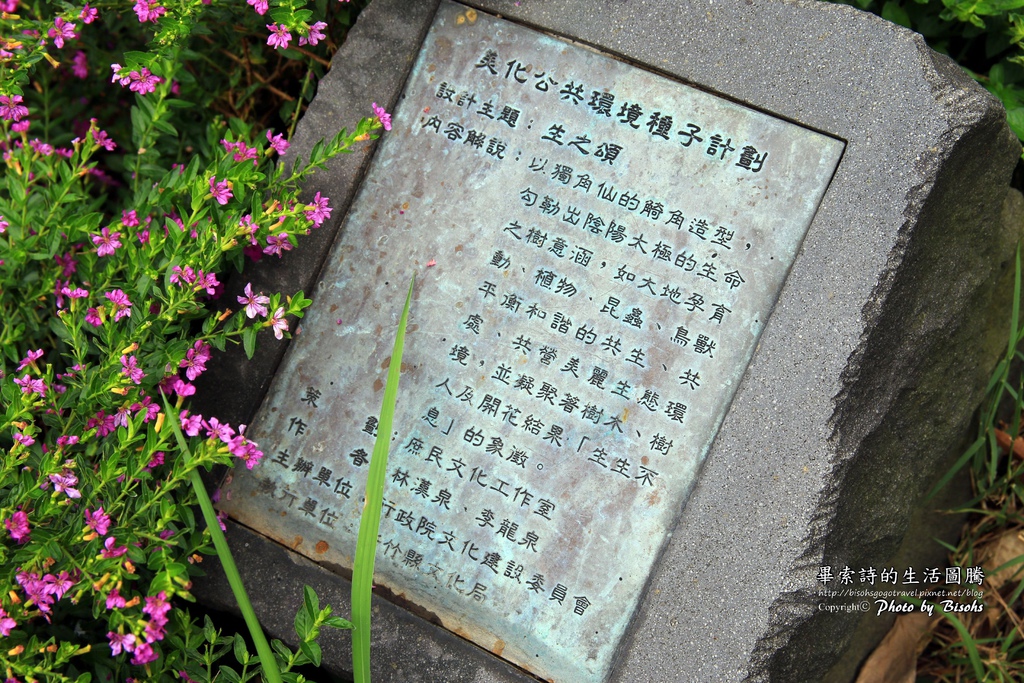 美化公共環境種子計劃
設計主題：生之頌
內容解說：以獨角仙的觭角造型，
勾勒出陰陽太極的生命
之樹意涵，如大地孕育
動、植物、昆蟲、鳥獸
平衡和諧的共生、共
處、共營美麗生態環
境，並凝聚著樹木、樹
人及開花結果「生生不
息」的象徵。
策劃：庶民文化工作室
作者：林漢泉、李龍泉
主辦單位：行政院文化建設委員會
執行單位：竹縣文化局
畢索詩的生活圖騰
http://bisohsgogotravel.pixnet.net/blog
Copyright© Photo by Bisohs